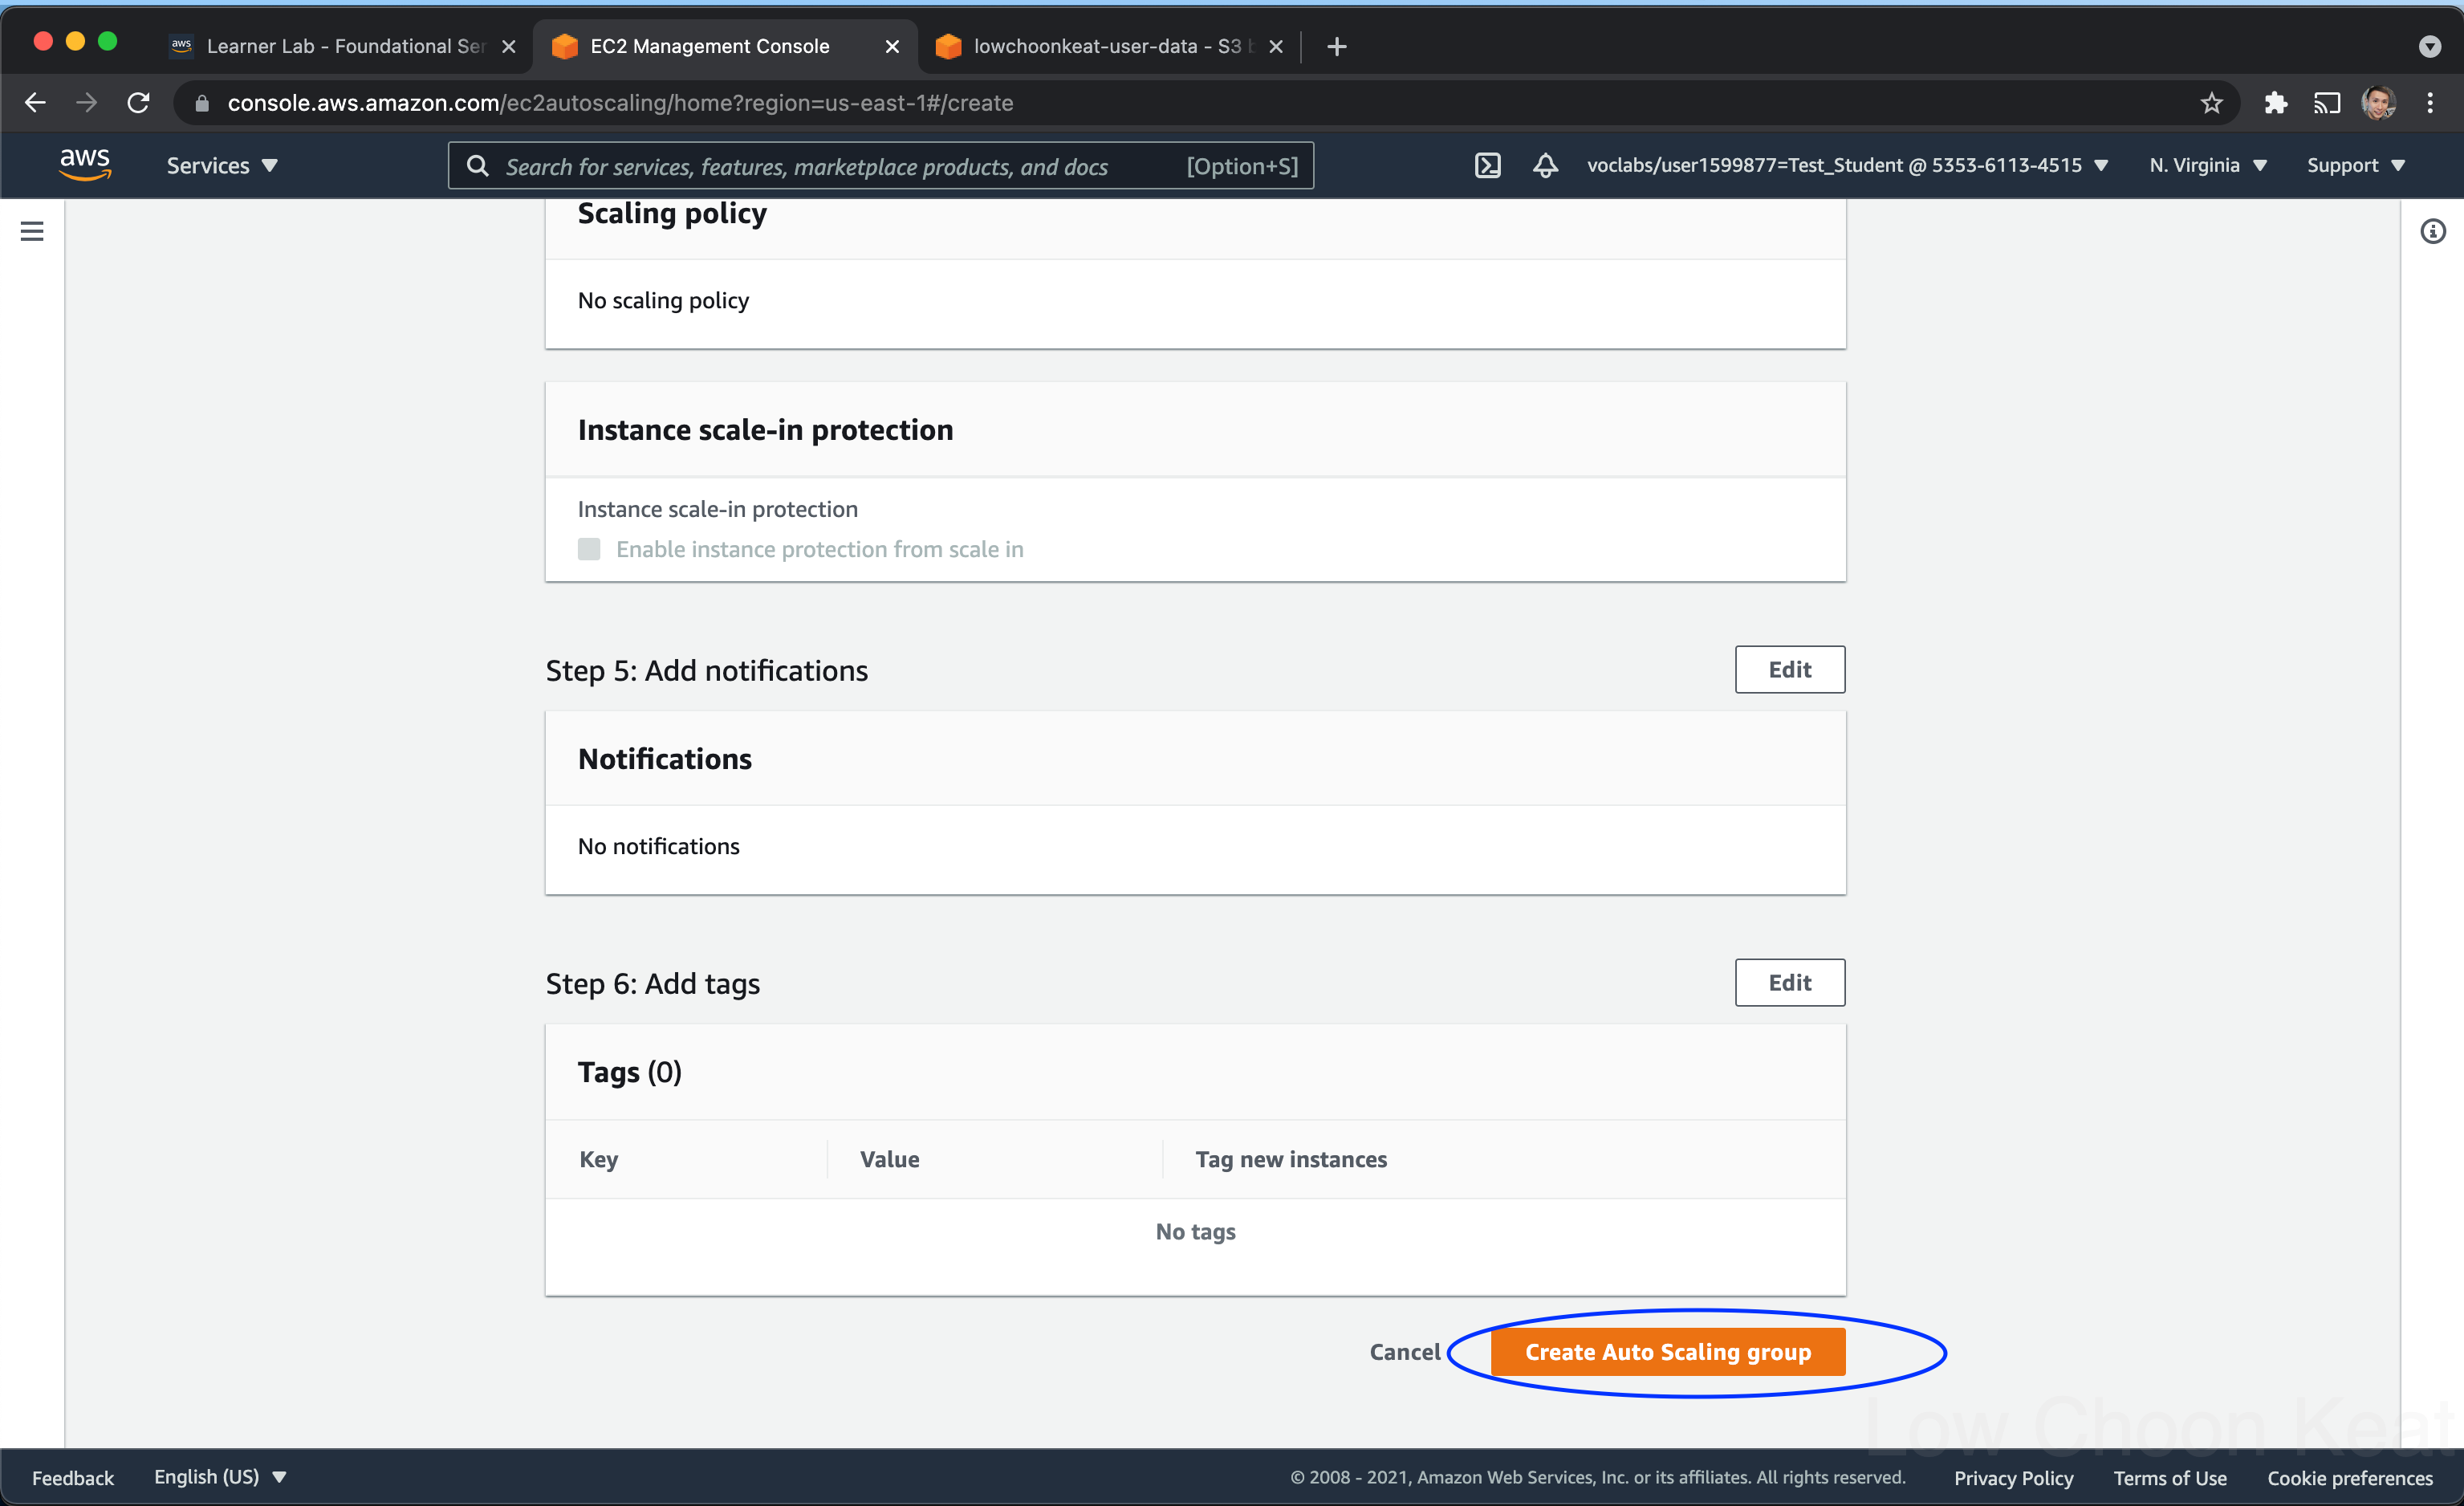 aws Learner Lab - Foundational Ser
EC2 Management Console
lowchoonkeat-user-data - S3 b
console.aws.amazon.com/ec2autoscaling/home?region=us-east-1#/create
aws Services Search for services, features, marketplace products, and docs [Option+S] voclabs/user1599877=Test_Student @ 5353-6113-4515 N. Virginia Support
Scaling policy
No scaling policy
Instance scale-in protection
Instance scale-in protection
Enable instance protection from scale in
Step 5: Add notifications Edit
Notifications
No notifications
Step 6: Add tags Edit
Tags (0)
Key Value Tag new instances
No tags
Cancel Create Auto Scaling group
Low Choon Keat
Feedback English (US) © 2008 - 2021, Amazon Web Services, Inc. or its affiliates. All rights reserved. Privacy Policy Terms of Use Cookie preferences